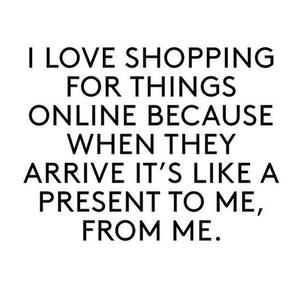 I LOVE SHOPPING
FOR THINGS
ONLINE BECAUSE
WHEN THEY
ARRIVE IT’S LIKE A
PRESENT TO ME,
FROM ME.